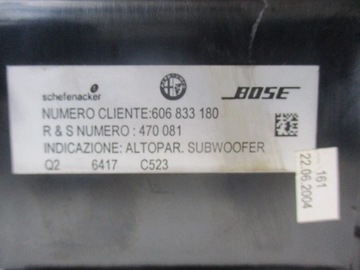 schefenacker BOSE
NUMERO CLIENTE:606 833 180
R & S NUMERO : 470 081
INDICAZIONE: ALTOPAR. SUBWOOFER
Q2 6417 C523
161
22.06.2004